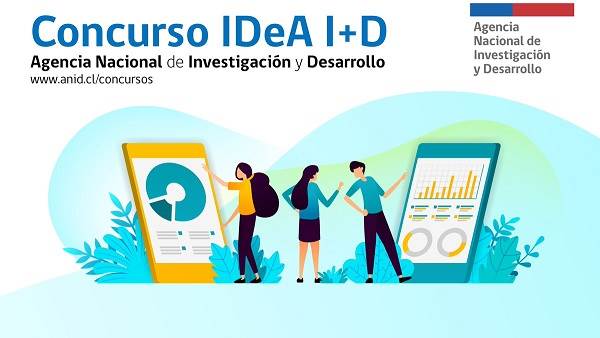 Concurso IDeA I+D
Agencia Nacional de Investigación y Desarrollo
www.anid.cl/concursos
Agencia
Nacional de
Investigación
y Desarrollo